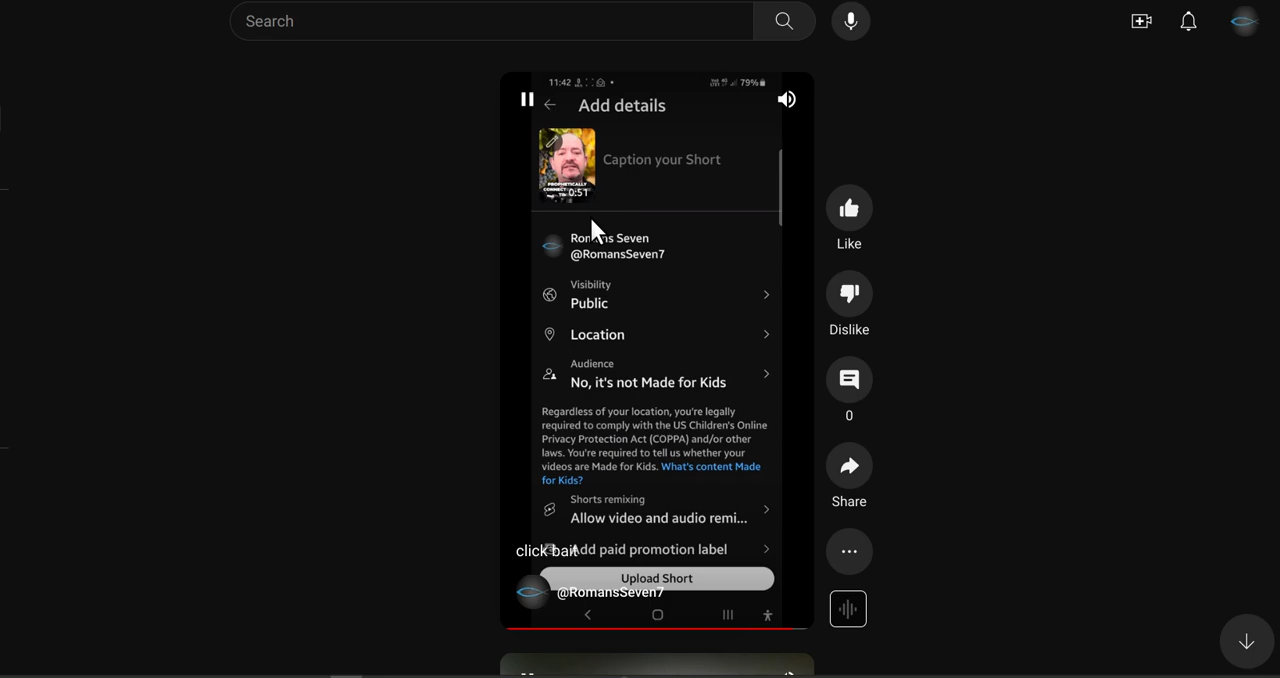 Search
11:42
79%
Add details
Caption your Short
PROPHETICALLY
CONNECT
0:51
Romans Seven
@RomansSeven7
Visibility
Public
Location
Audience
No, it's not Made for Kids
Regardless of your location, you're legally
required to comply with the US Children's Online
Privacy Protection Act (COPPA) and/or other
laws. You're required to tell us whether your
videos are Made for Kids. What's content Made
for Kids?
Shorts remixing
Allow video and audio remi...
click bait
Add paid promotion label
Upload Short
@RomansSeven7
Like
Dislike
0
Share